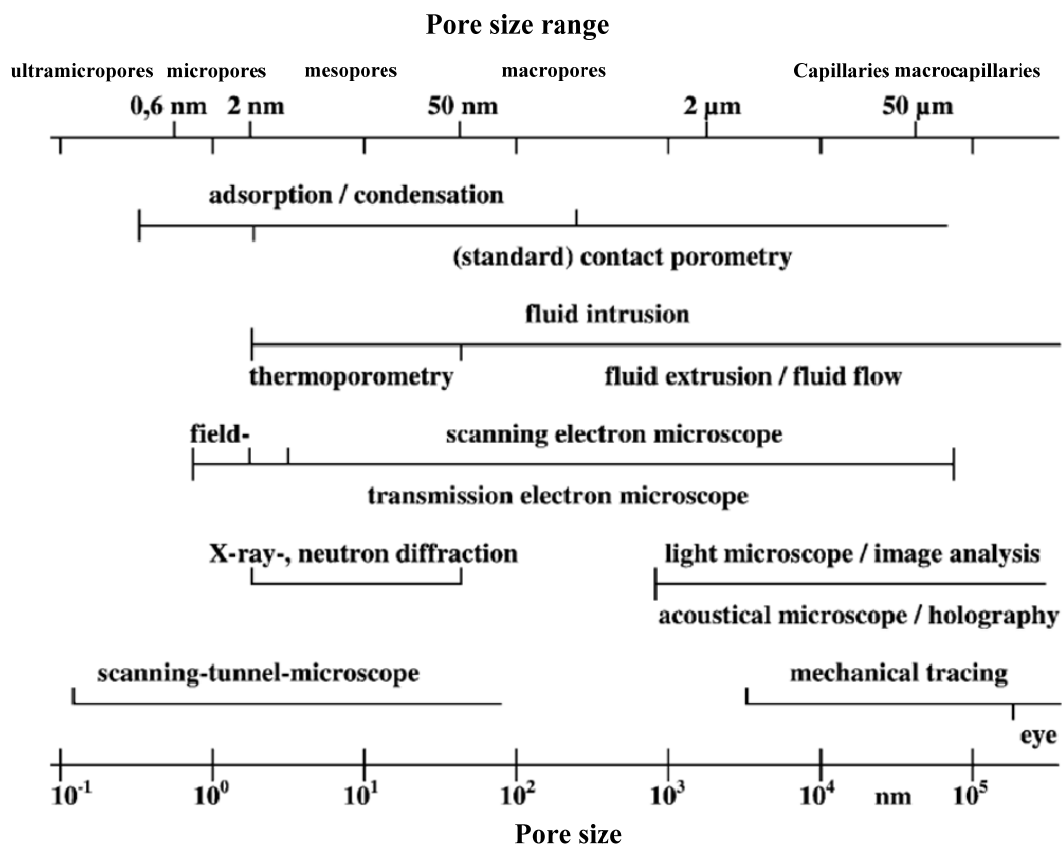 Pore size range
ultramicropores micropores mesopores macropores Capillaries macrocapillaries
0,6 nm 2 nm 50 nm 2 µm 50 µm
adsorption / condensation
(standard) contact porometry
fluid intrusion
thermoporometry fluid extrusion / fluid flow
field- scanning electron microscope
transmission electron microscope
X-ray-, neutron diffraction light microscope / image analysis
acoustical microscope / holography
scanning-tunnel-microscope mechanical tracing
eye
10⁻¹ 10⁰ 10¹ 10² 10³ 10⁴ nm 10⁵
Pore size